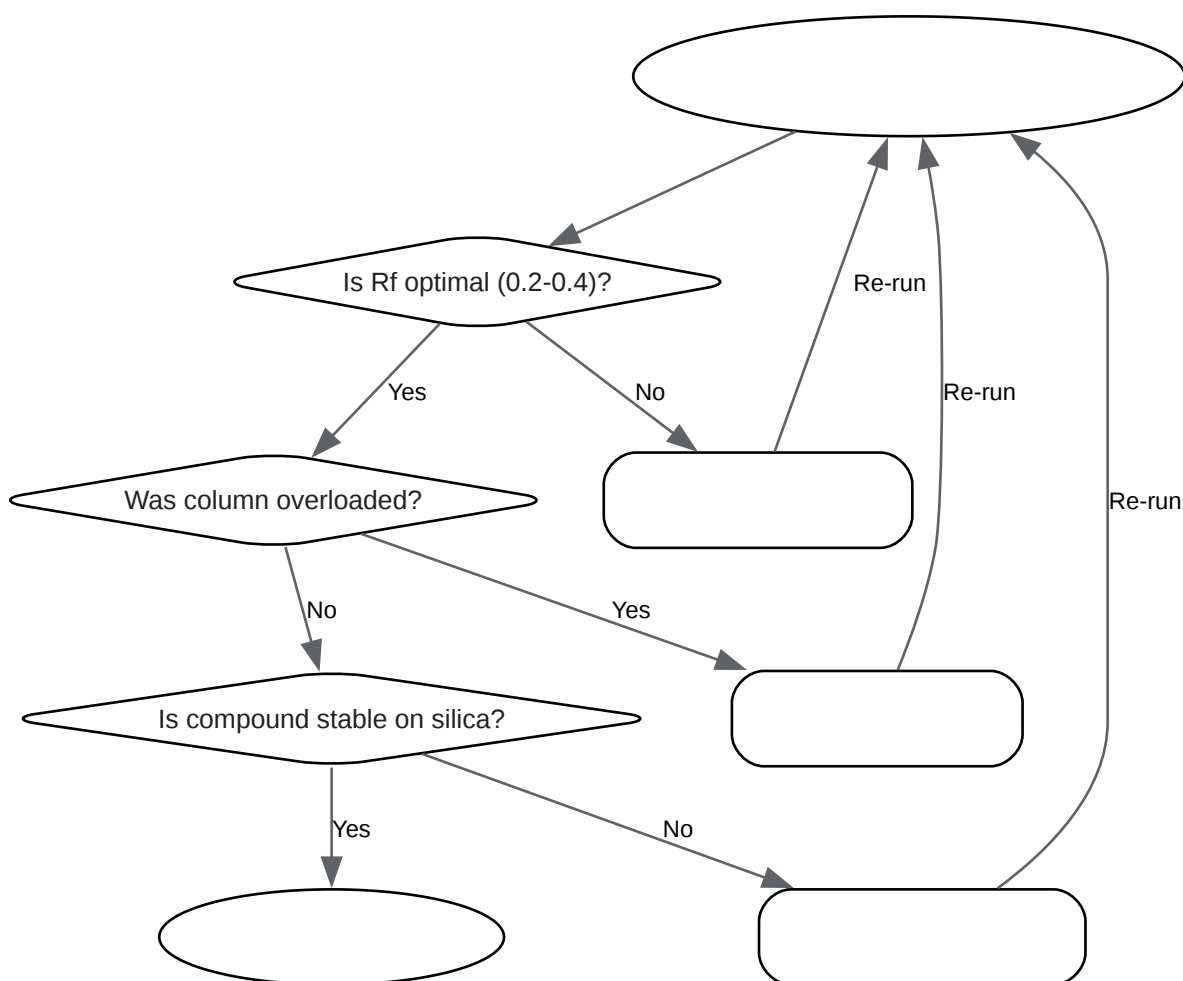 Is Rf optimal (0.2-0.4)?
Re-run
Yes
No
Re-run
Was column overloaded?
Re-run
No
Yes
Is compound stable on silica?
Yes
No